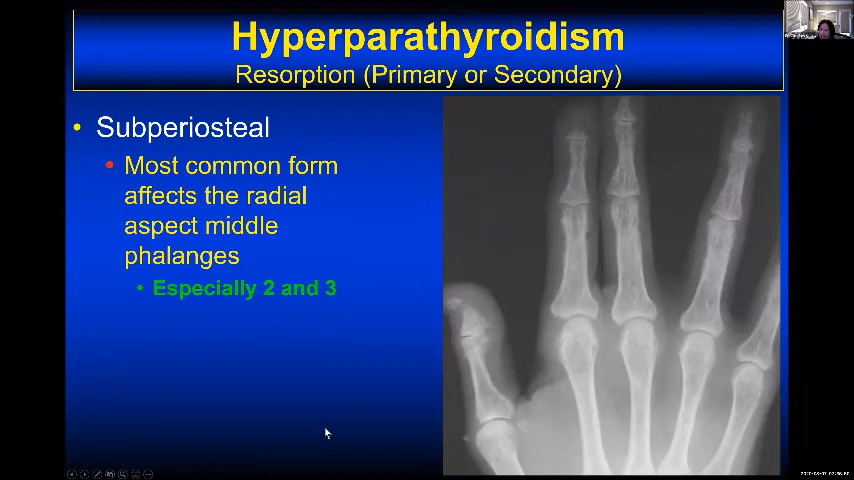 Hyperparathyroidism
Resorption (Primary or Secondary)
• Subperiosteal
• Most common form
affects the radial
aspect middle
phalanges
• Especially 2 and 3